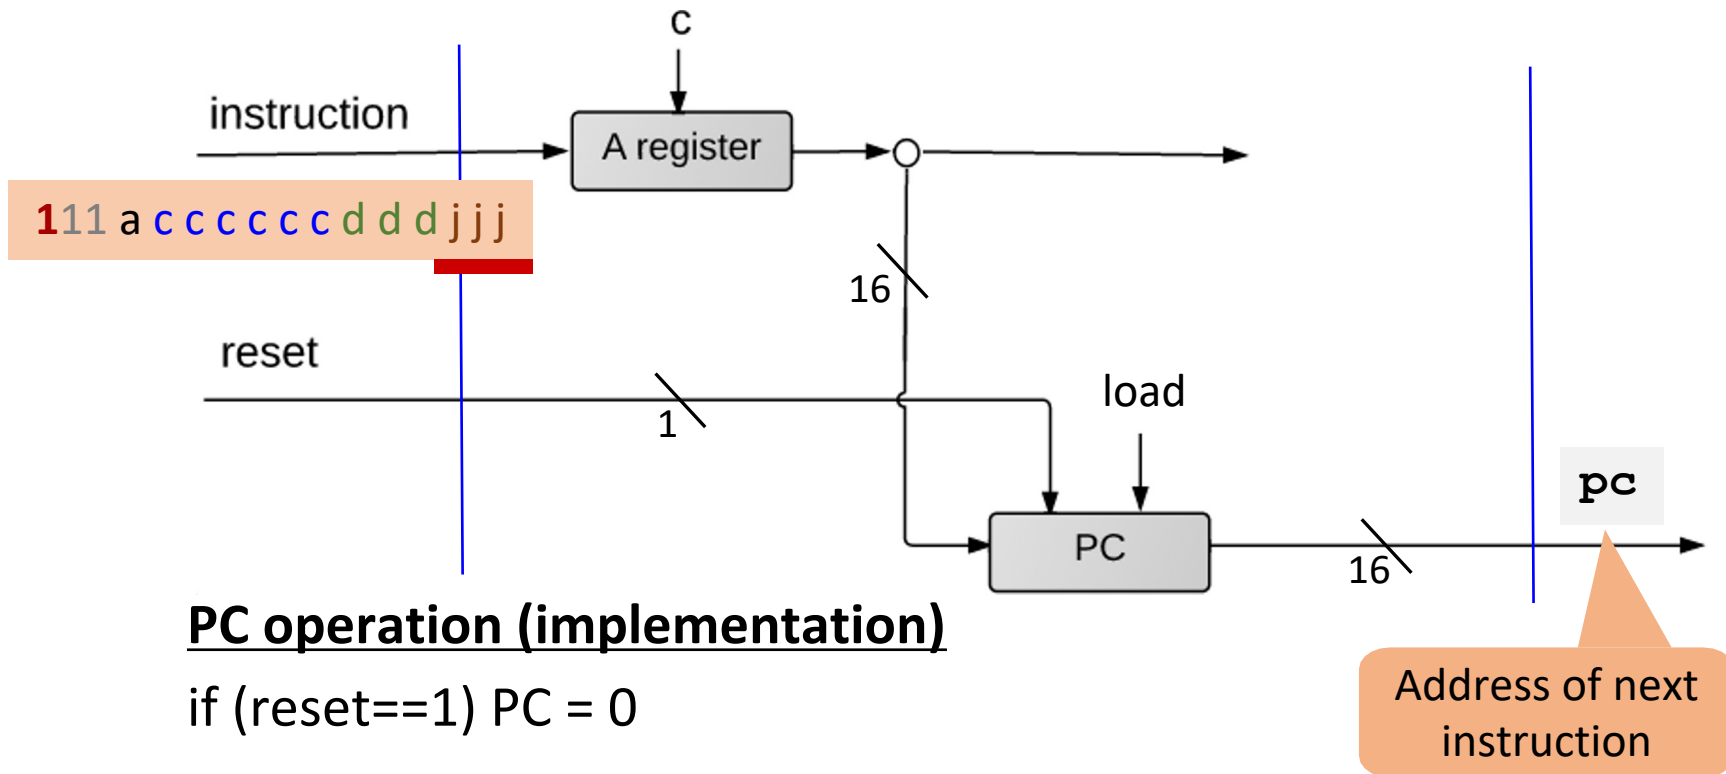 c
instruction
A register
111 a c c c c c c d d d j j j
16
reset
1
load
pc
PC
16
PC operation (implementation)
if (reset==1) PC = 0
Address of next
instruction